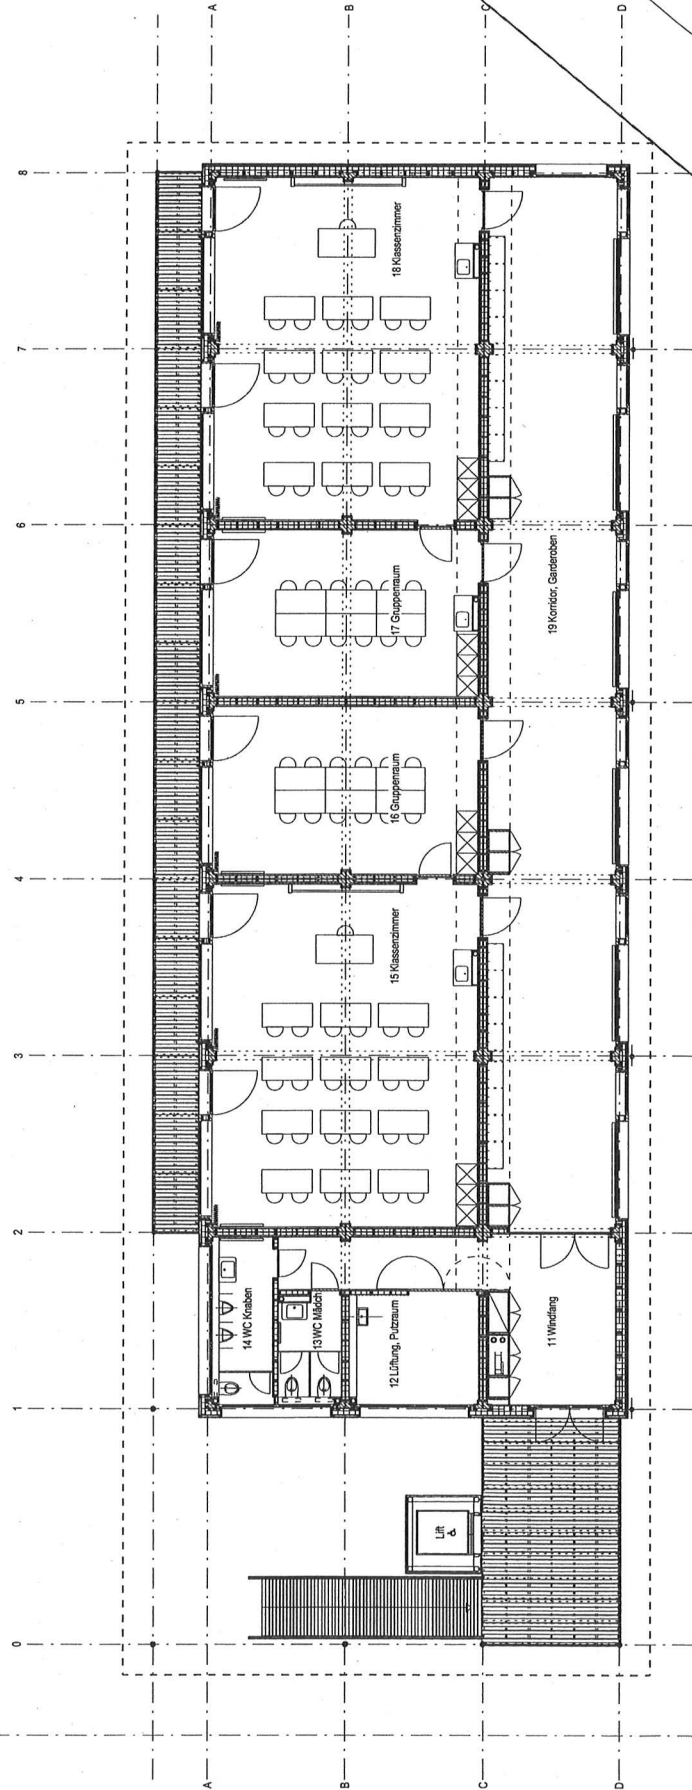 A
B
C
D
8
7
6
5
4
3
2
1
0
18 Klassenzimmer
17 Gruppenraum
19 Korridor, Garderoben
16 Gruppenraum
15 Klassenzimmer
14 WC Knaben
13 WC Mädch
12 Lüftung, Putzraum
11 Windfang
Lift
A
B
C
D